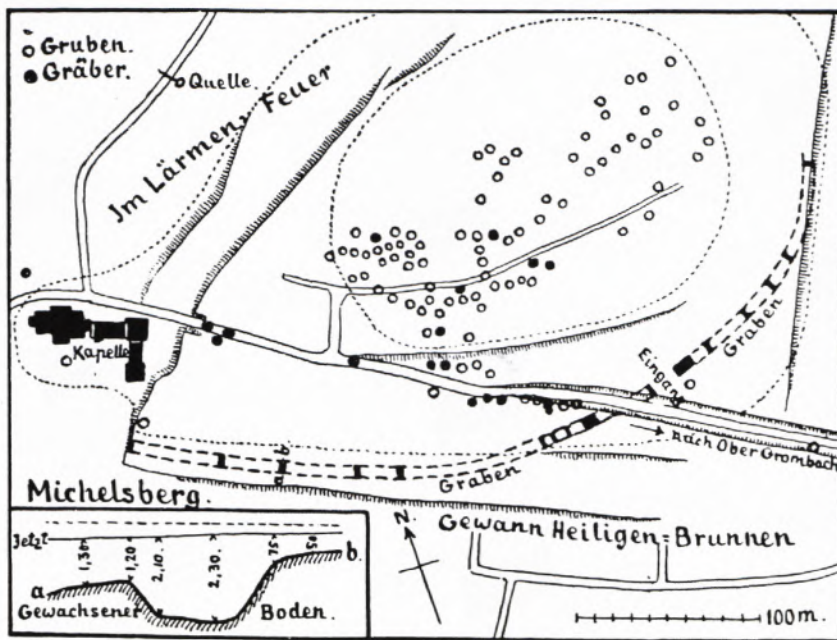 Gruben.
Gräber.
Quelle.
Im Lärmen, Feuer
Kapelle
Eingang
Graben
nach Ober Grombach
b
a
Graben
Michelsberg.
Gewann Heiligen=Brunnen
N
Jetzt
1,30
1,20
2,10.
2,30.
75
50
b.
a
Gewachsener Boden.
100 m.